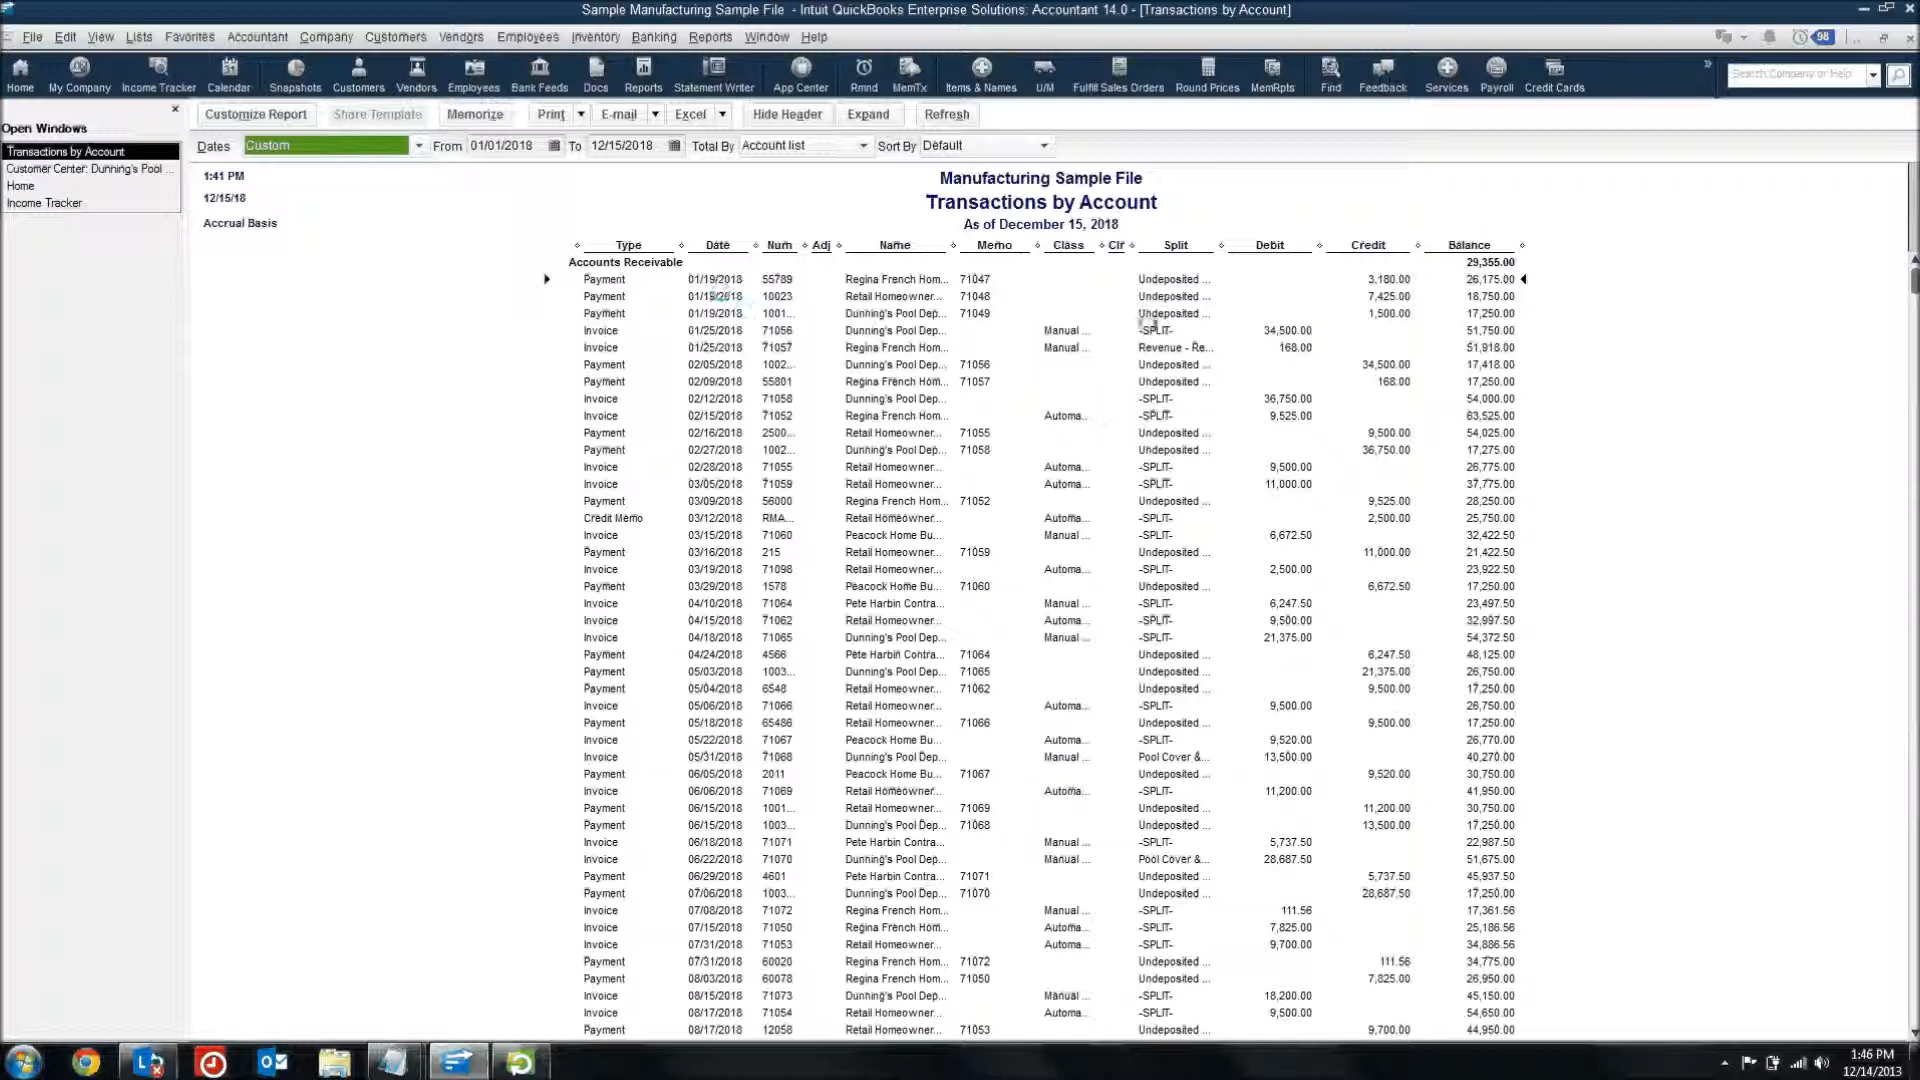 Sample Manufacturing Sample File - Intuit QuickBooks Enterprise Solutions: Accountant 14.0 - [Transactions by Account]
File Edit View Lists Favorites Accountant Company Customers Vendors Employees Inventory Banking Reports Window Help 98
Home My Company Income Tracker Calendar Snapshots Customers Vendors Employees Bank Feeds Docs Reports Statement Writer App Center Rmnd MemTx Items & Names U/M Fulfill Sales Orders Round Prices MemRpts Find Feedback Services Payroll Credit Cards Search Company or Help
Customize Report Share Template Memorize Print E-mail Excel Hide Header Expand Refresh
Open Windows
Transactions by Account
Customer Center: Dunning's Pool ...
Home
Income Tracker
Dates Custom From 01/01/2018 To 12/15/2018 Total By Account list Sort By Default
1:41 PM
12/15/18
Accrual Basis
Manufacturing Sample File
Transactions by Account
As of December 15, 2018
Type Date Num Adj Name Memo Class Clr Split Debit Credit Balance
Accounts Receivable 29,355.00
Payment 01/19/2018 55789 Regina French Hom... 71047 Undeposited ... 3,180.00 26,175.00
Payment 01/19/2018 10023 Retail Homeowner... 71048 Undeposited ... 7,425.00 18,750.00
Payment 01/19/2018 1001... Dunning's Pool Dep... 71049 Undeposited ... 1,500.00 17,250.00
Invoice 01/25/2018 71056 Dunning's Pool Dep... Manual ... -SPLIT- 34,500.00 51,750.00
Invoice 01/25/2018 71057 Regina French Hom... Manual ... Revenue - Re... 168.00 51,918.00
Payment 02/05/2018 1002... Dunning's Pool Dep... 71056 Undeposited ... 34,500.00 17,418.00
Payment 02/09/2018 55801 Regina French Hom... 71057 Undeposited ... 168.00 17,250.00
Invoice 02/12/2018 71058 Dunning's Pool Dep... -SPLIT- 36,750.00 54,000.00
Invoice 02/15/2018 71052 Regina French Hom... Automa... -SPLIT- 9,525.00 63,525.00
Payment 02/16/2018 2500... Retail Homeowner... 71055 Undeposited ... 9,500.00 54,025.00
Payment 02/27/2018 1002... Dunning's Pool Dep... 71058 Undeposited ... 36,750.00 17,275.00
Invoice 02/28/2018 71055 Retail Homeowner... Automa... -SPLIT- 9,500.00 26,775.00
Invoice 03/05/2018 71059 Retail Homeowner... Automa... -SPLIT- 11,000.00 37,775.00
Payment 03/09/2018 56000 Regina French Hom... 71052 Undeposited ... 9,525.00 28,250.00
Credit Memo 03/12/2018 RMA... Retail Homeowner... Automa... -SPLIT- 2,500.00 25,750.00
Invoice 03/15/2018 71060 Peacock Home Bu... Manual ... -SPLIT- 6,672.50 32,422.50
Payment 03/16/2018 215 Retail Homeowner... 71059 Undeposited ... 11,000.00 21,422.50
Invoice 03/19/2018 71098 Retail Homeowner... Automa... -SPLIT- 2,500.00 23,922.50
Payment 03/29/2018 1578 Peacock Home Bu... 71060 Undeposited ... 6,672.50 17,250.00
Invoice 04/10/2018 71064 Pete Harbin Contra... Manual ... -SPLIT- 6,247.50 23,497.50
Invoice 04/15/2018 71062 Retail Homeowner... Automa... -SPLIT- 9,500.00 32,997.50
Invoice 04/18/2018 71065 Dunning's Pool Dep... Manual ... -SPLIT- 21,375.00 54,372.50
Payment 04/24/2018 4566 Pete Harbin Contra... 71064 Undeposited ... 6,247.50 48,125.00
Payment 05/03/2018 1003... Dunning's Pool Dep... 71065 Undeposited ... 21,375.00 26,750.00
Payment 05/04/2018 6548 Retail Homeowner... 71062 Undeposited ... 9,500.00 17,250.00
Invoice 05/06/2018 71066 Retail Homeowner... Automa... -SPLIT- 9,500.00 26,750.00
Payment 05/18/2018 65486 Retail Homeowner... 71066 Undeposited ... 9,500.00 17,250.00
Invoice 05/22/2018 71067 Peacock Home Bu... Automa... -SPLIT- 9,520.00 26,770.00
Invoice 05/31/2018 71068 Dunning's Pool Dep... Manual ... Pool Cover &... 13,500.00 40,270.00
Payment 06/05/2018 2011 Peacock Home Bu... 71067 Undeposited ... 9,520.00 30,750.00
Invoice 06/06/2018 71069 Retail Homeowner... Automa... -SPLIT- 11,200.00 41,950.00
Payment 06/15/2018 1001... Retail Homeowner... 71069 Undeposited ... 11,200.00 30,750.00
Payment 06/15/2018 1003... Dunning's Pool Dep... 71068 Undeposited ... 13,500.00 17,250.00
Invoice 06/18/2018 71071 Pete Harbin Contra... Manual ... -SPLIT- 5,737.50 22,987.50
Invoice 06/22/2018 71070 Dunning's Pool Dep... Manual ... Pool Cover &... 28,687.50 51,675.00
Payment 06/29/2018 4601 Pete Harbin Contra... 71071 Undeposited ... 5,737.50 45,937.50
Payment 07/06/2018 1003... Dunning's Pool Dep... 71070 Undeposited ... 28,687.50 17,250.00
Invoice 07/08/2018 71072 Regina French Hom... Manual ... -SPLIT- 111.56 17,361.56
Invoice 07/15/2018 71050 Regina French Hom... Automa... -SPLIT- 7,825.00 25,186.56
Invoice 07/31/2018 71053 Retail Homeowner... Automa... -SPLIT- 9,700.00 34,886.56
Payment 07/31/2018 60020 Regina French Hom... 71072 Undeposited ... 111.56 34,775.00
Payment 08/03/2018 60078 Regina French Hom... 71050 Undeposited ... 7,825.00 26,950.00
Invoice 08/15/2018 71073 Dunning's Pool Dep... Manual ... -SPLIT- 18,200.00 45,150.00
Invoice 08/17/2018 71054 Retail Homeowner... Automa... -SPLIT- 9,500.00 54,650.00
Payment 08/17/2018 12058 Retail Homeowner... 71053 Undeposited ... 9,700.00 44,950.00
1:46 PM
12/14/2013